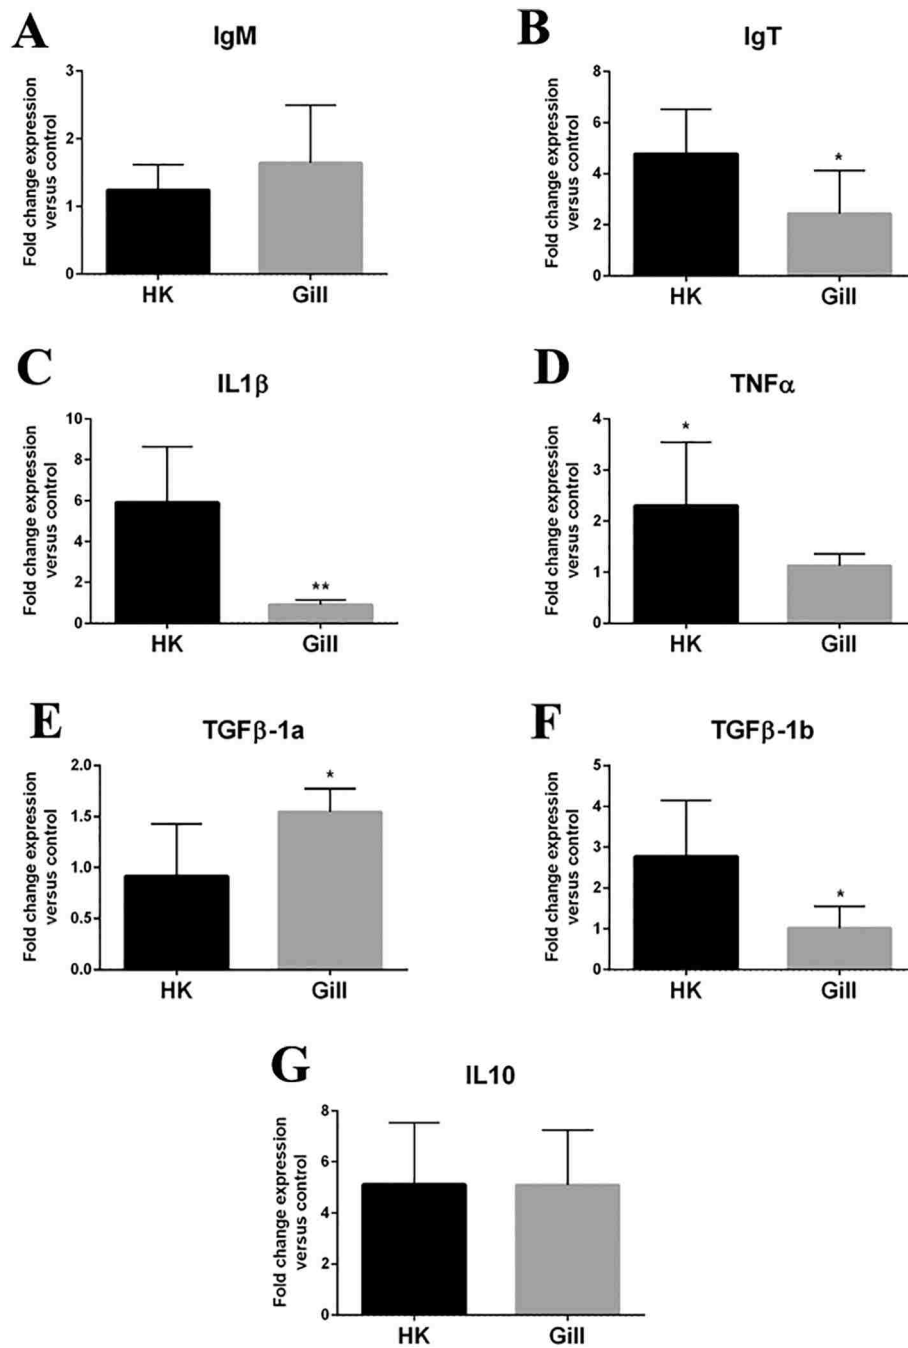 A
IgM
Fold change expression
versus control
3
2
1
0
HK
Gill
B
IgT
Fold change expression
versus control
8
6
4
2
0
*
HK
Gill
C
IL1β
Fold change expression
versus control
10
8
6
4
2
0
**
HK
Gill
D
TNFα
Fold change expression
versus control
4
3
2
1
0
*
HK
Gill
E
TGFβ-1a
Fold change expression
versus control
2.0
1.5
1.0
0.5
0.0
*
HK
Gill
F
TGFβ-1b
Fold change expression
versus control
5
4
3
2
1
0
*
HK
Gill
G
IL10
Fold change expression
versus control
8
6
4
2
0
HK
Gill